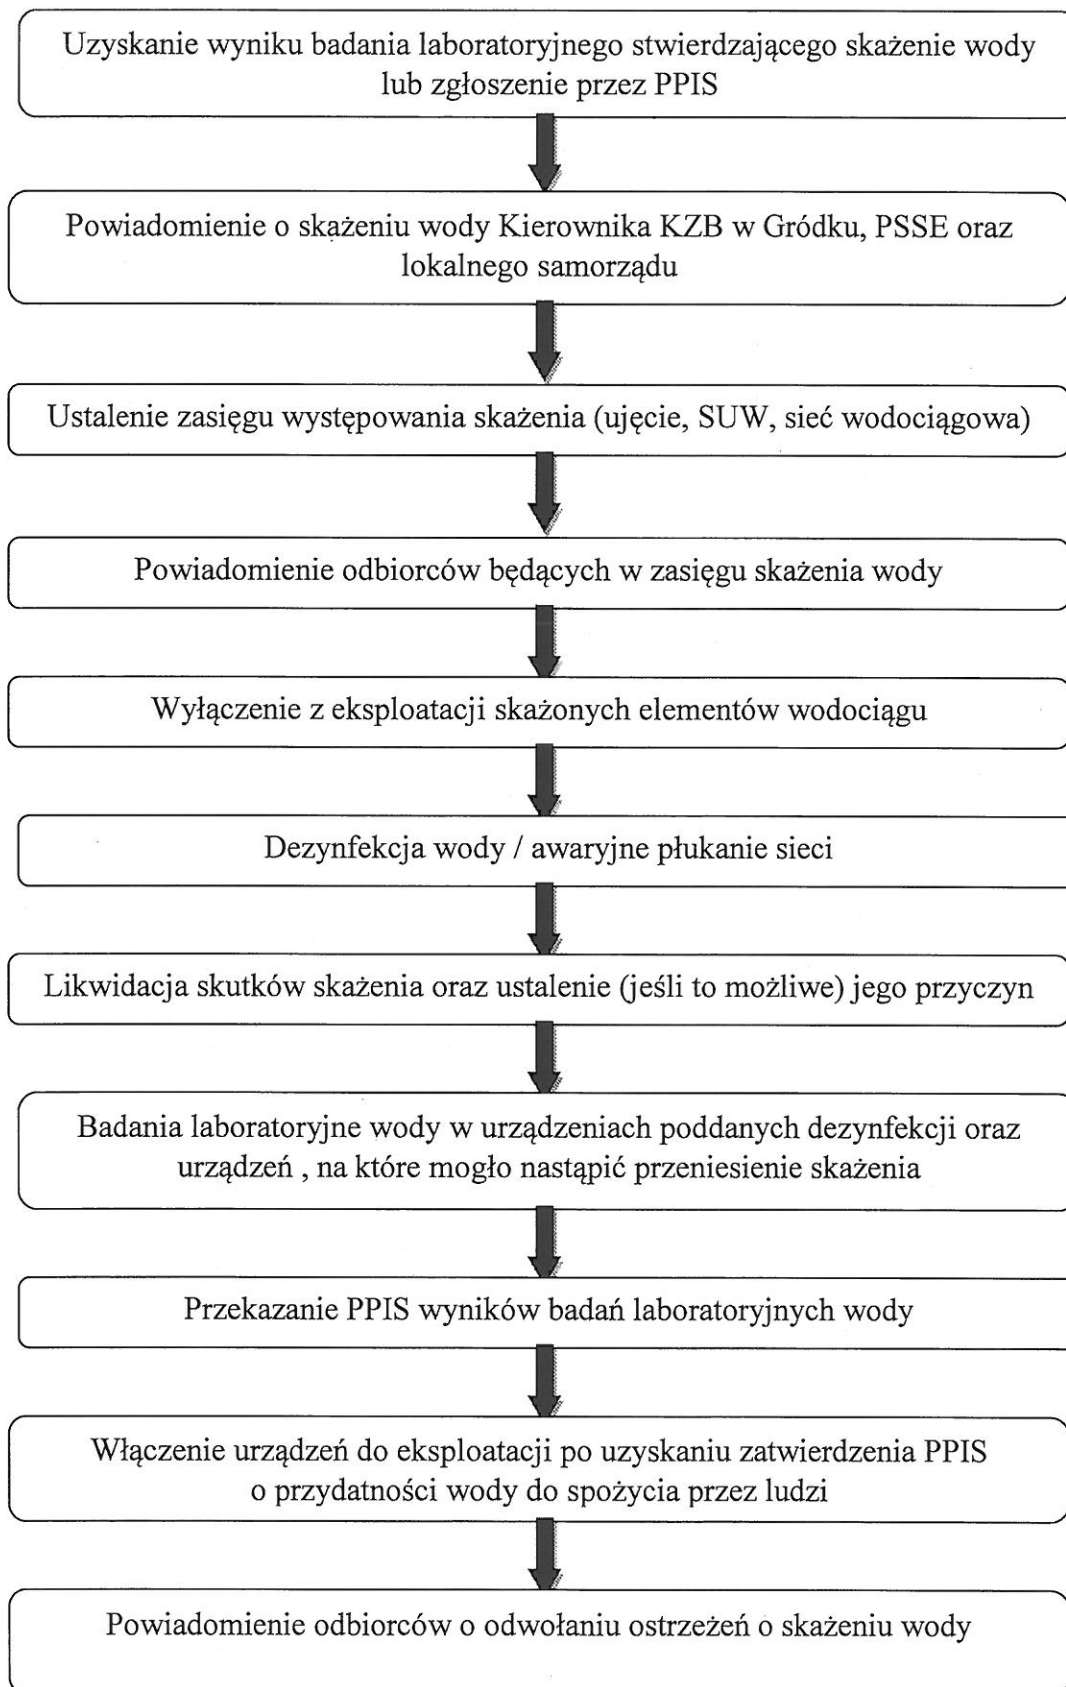 Uzyskanie wyniku badania laboratoryjnego stwierdzającego skażenie wody
lub zgłoszenie przez PPIS
Powiadomienie o skażeniu wody Kierownika KZB w Gródku, PSSE oraz
lokalnego samorządu
Ustalenie zasięgu występowania skażenia (ujęcie, SUW, sieć wodociągowa)
Powiadomienie odbiorców będących w zasięgu skażenia wody
Wyłączenie z eksploatacji skażonych elementów wodociągu
Dezynfekcja wody / awaryjne płukanie sieci
Likwidacja skutków skażenia oraz ustalenie (jeśli to możliwe) jego przyczyn
Badania laboratoryjne wody w urządzeniach poddanych dezynfekcji oraz
urządzeń , na które mogło nastąpić przeniesienie skażenia
Przekazanie PPIS wyników badań laboratoryjnych wody
Włączenie urządzeń do eksploatacji po uzyskaniu zatwierdzenia PPIS
o przydatności wody do spożycia przez ludzi
Powiadomienie odbiorców o odwołaniu ostrzeżeń o skażeniu wody